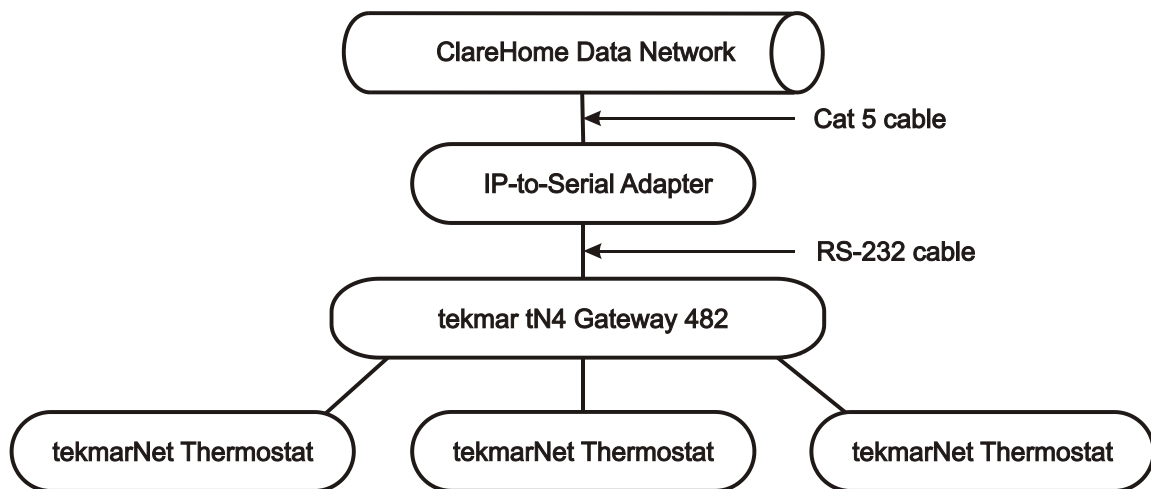 ClareHome Data Network
Cat 5 cable
IP-to-Serial Adapter
RS-232 cable
tekmar tN4 Gateway 482
tekmarNet Thermostat
tekmarNet Thermostat
tekmarNet Thermostat